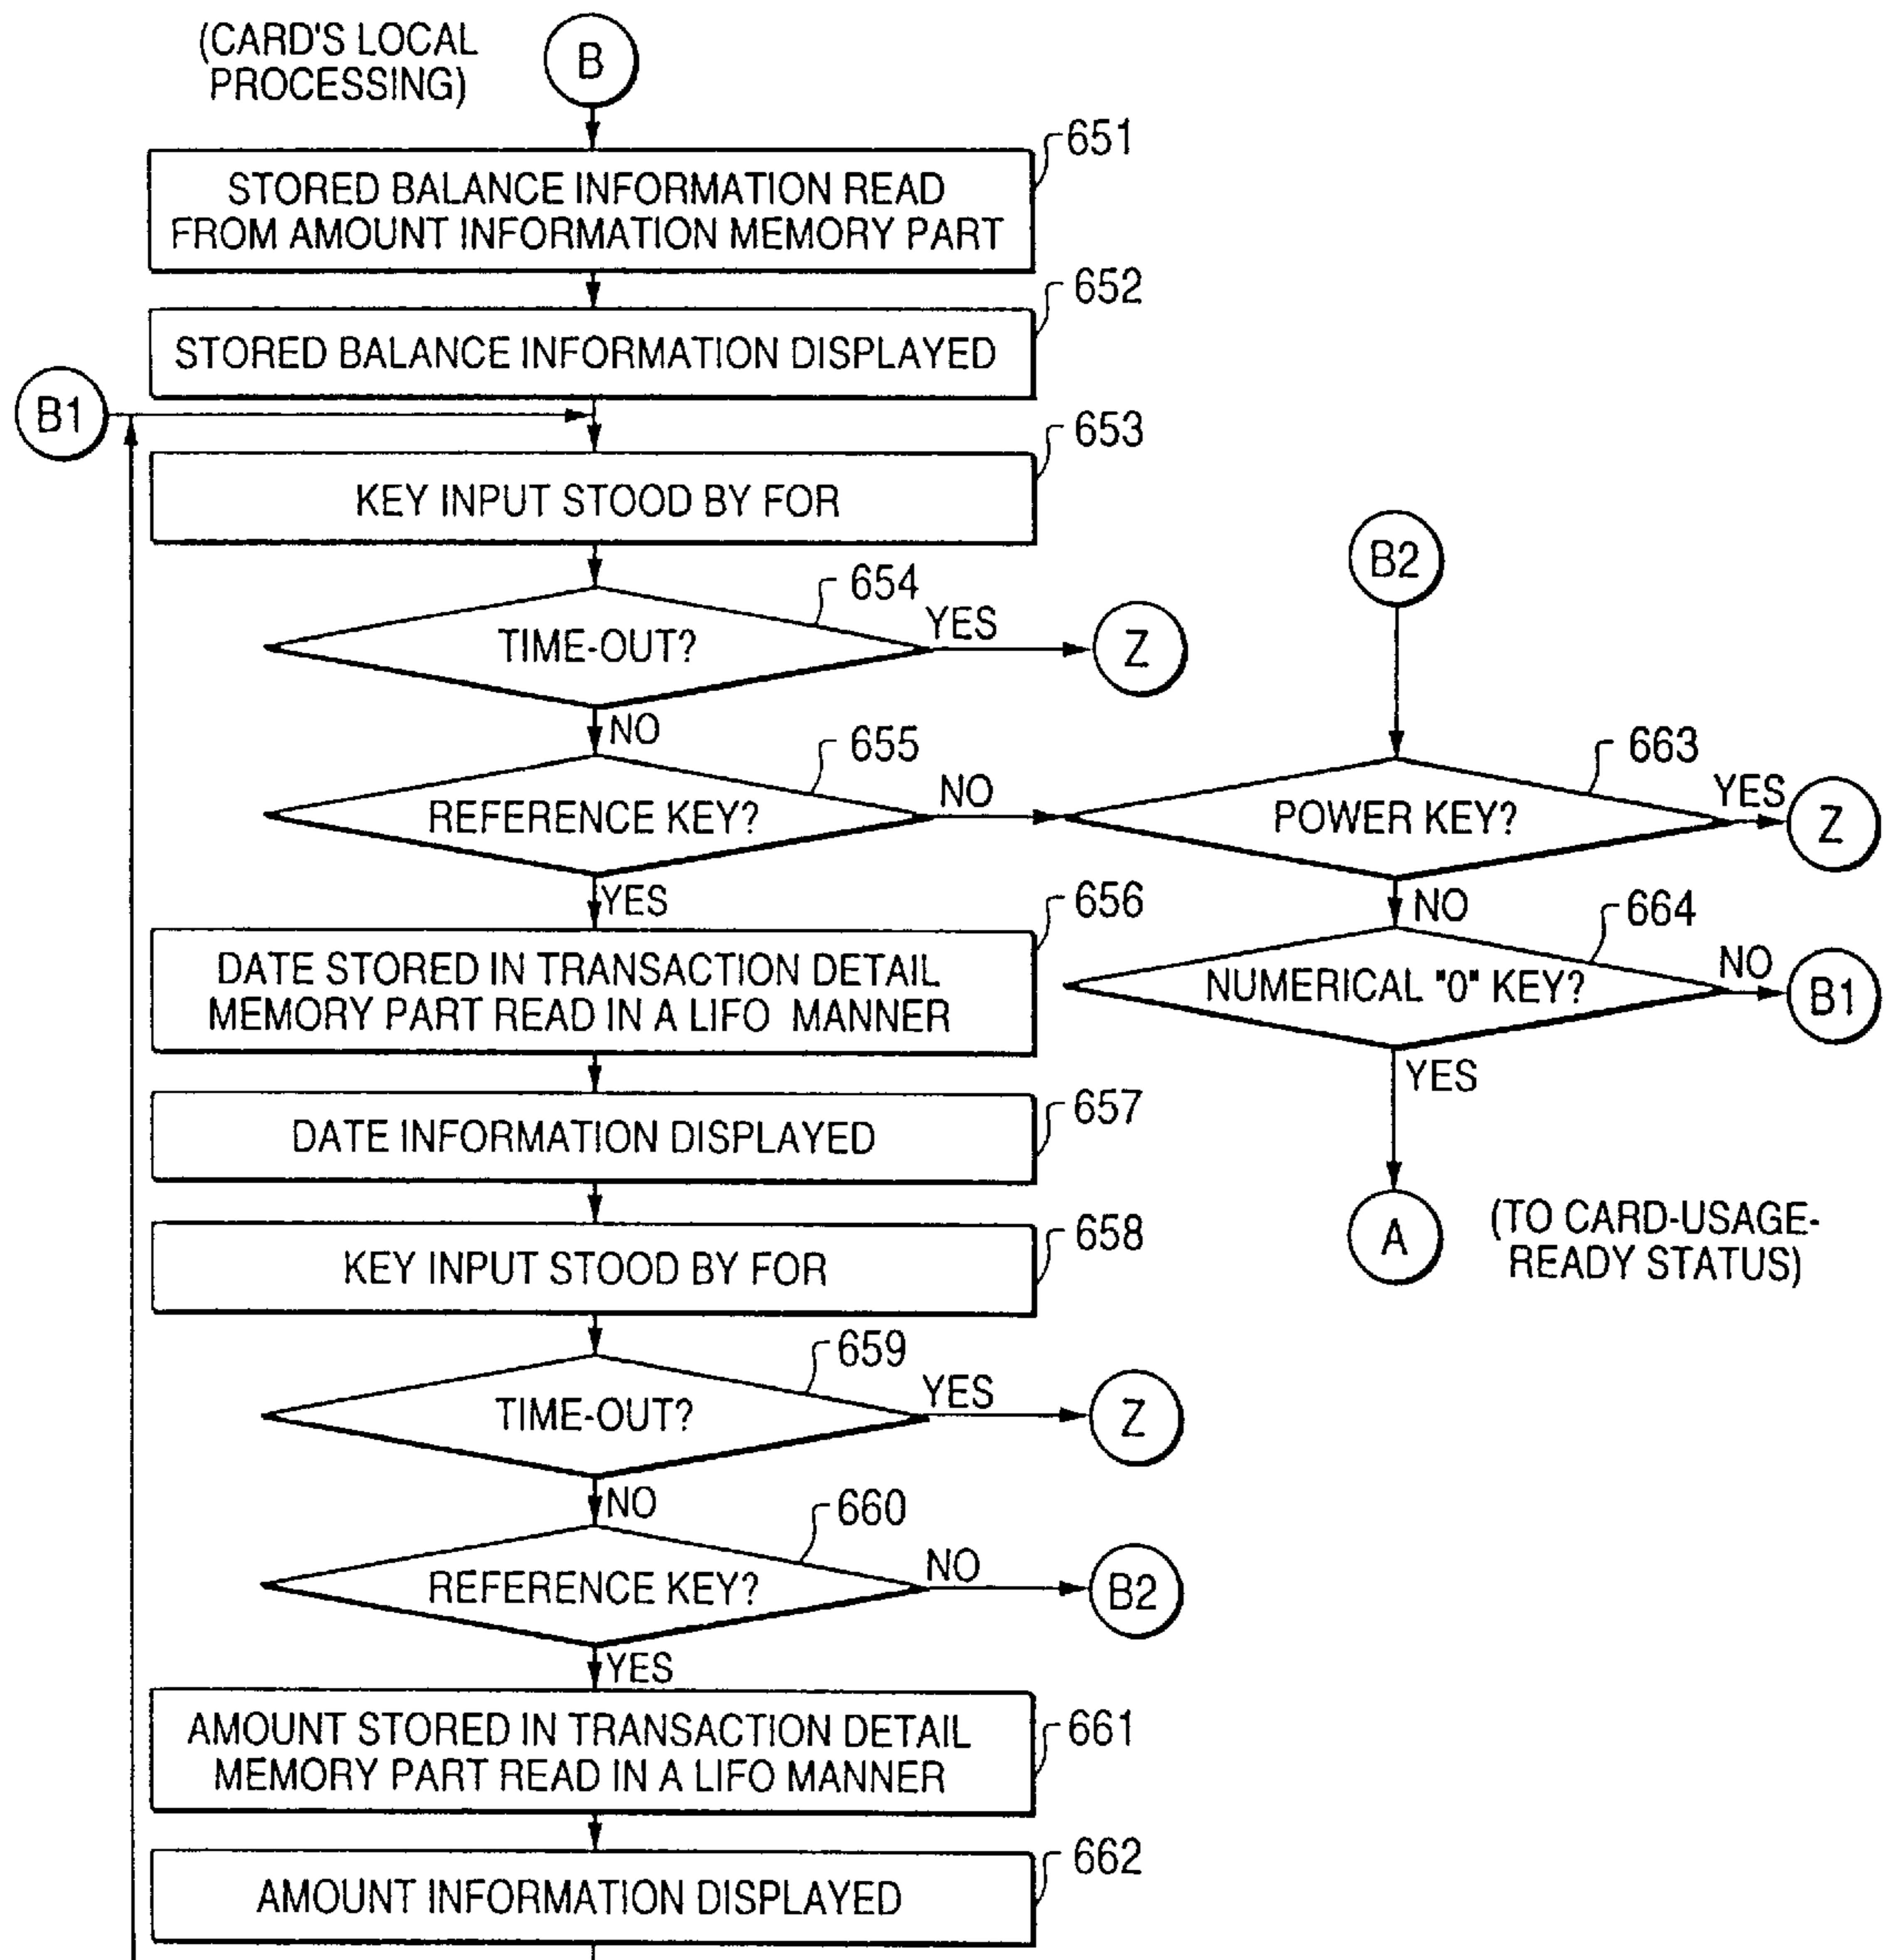 (CARD'S LOCAL
PROCESSING)
B
651
STORED BALANCE INFORMATION READ
FROM AMOUNT INFORMATION MEMORY PART
652
STORED BALANCE INFORMATION DISPLAYED
B1
653
KEY INPUT STOOD BY FOR
B2
654
TIME-OUT?
YES
Z
NO
655
REFERENCE KEY?
NO
663
POWER KEY?
YES
Z
YES
NO
656
DATE STORED IN TRANSACTION DETAIL
MEMORY PART READ IN A LIFO MANNER
664
NUMERICAL "0" KEY?
NO
B1
YES
657
DATE INFORMATION DISPLAYED
A
(TO CARD-USAGE-
READY STATUS)
658
KEY INPUT STOOD BY FOR
659
TIME-OUT?
YES
Z
NO
660
REFERENCE KEY?
NO
B2
YES
661
AMOUNT STORED IN TRANSACTION DETAIL
MEMORY PART READ IN A LIFO MANNER
662
AMOUNT INFORMATION DISPLAYED